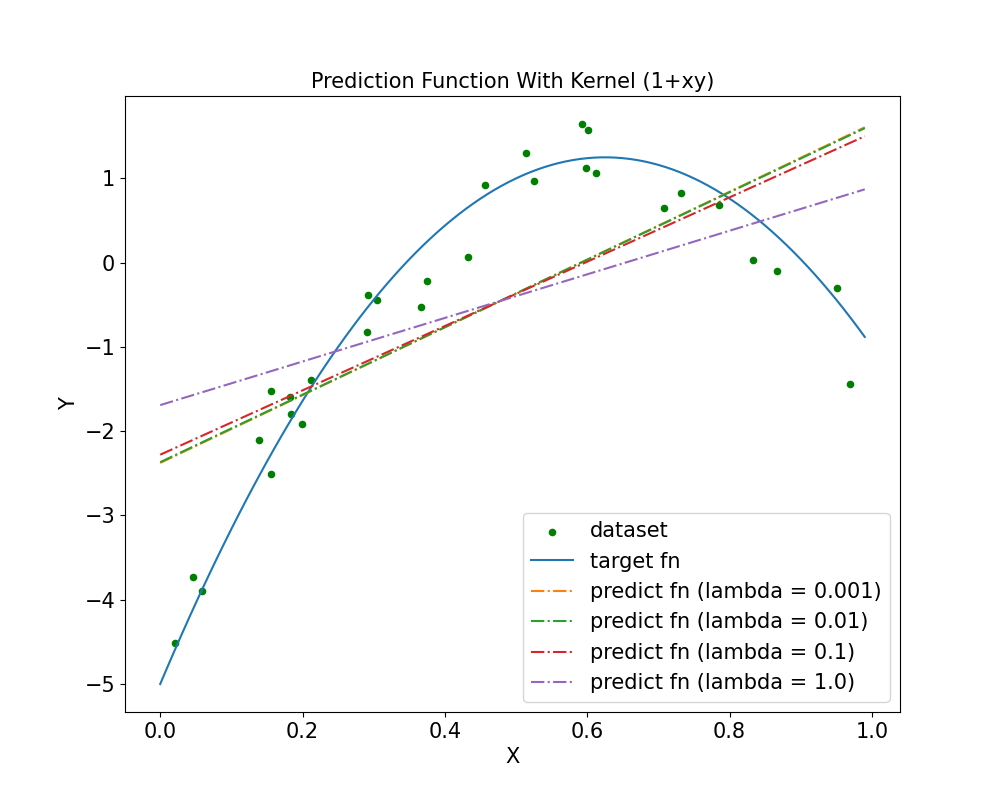 Prediction Function With Kernel (1+xy)
Y
1
0
−1
−2
−3
−4
−5
dataset
target fn
predict fn (lambda = 0.001)
predict fn (lambda = 0.01)
predict fn (lambda = 0.1)
predict fn (lambda = 1.0)
0.0 0.2 0.4 0.6 0.8 1.0
X